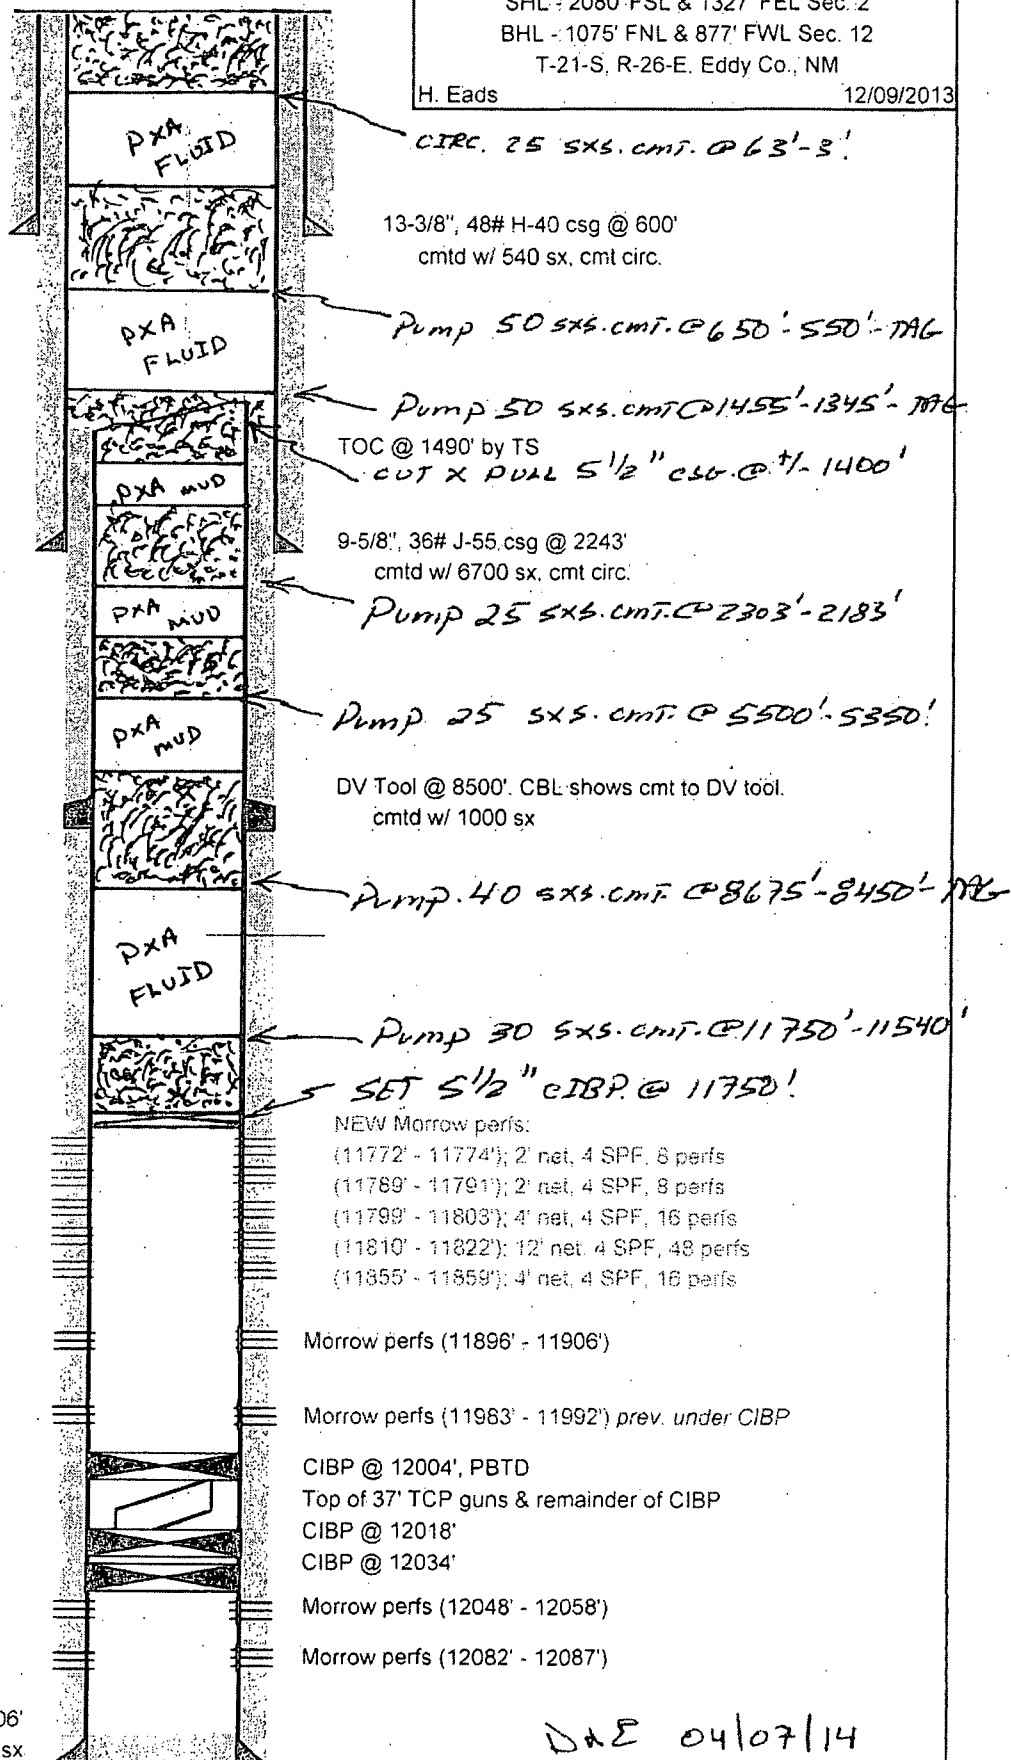 SHL - 2080' FSL & 1327' FEL Sec. 2
BHL - 1075' FNL & 877' FWL Sec. 12
T-21-S, R-26-E, Eddy Co., NM
H. Eads 12/09/2013
PXA FLUID
CIRC. 25 SXS. CMT. @ 63'-3'.
13-3/8", 48# H-40 csg @ 600'
cmtd w/ 540 sx, cmt circ.
Pump 50 SXS. CMT. @ 650'-550'-TAG
PXA FLUID
Pump 50 SXS. CMT @ 1455'-1345'-TAG
TOC @ 1490' by TS
CUT X PULL 5 1/2" CSG. @ +/- 1400'
PXA MUD
9-5/8", 36# J-55 csg @ 2243'
cmtd w/ 6700 sx, cmt circ.
Pump 25 SXS. CMT. @ 2303'-2183'
PXA MUD
Pump 25 SXS. CMT. @ 5500'-5350'.
PXA MUD
DV Tool @ 8500'. CBL shows cmt to DV tool.
cmtd w/ 1000 sx
Pump 40 SXS. CMT. @ 8675'-8450'-TAG
PXA FLUID
Pump 30 SXS. CMT. @ 11750'-11540'
SET 5 1/2" CIBP. @ 11750'.
NEW Morrow perfs:
(11772' - 11774'); 2' net, 4 SPF, 8 perfs
(11789' - 11791'); 2' net, 4 SPF, 8 perfs
(11799' - 11803'); 4' net, 4 SPF, 16 perfs
(11810' - 11822'); 12' net. 4 SPF, 48 perfs
(11855' - 11859'); 4' net, 4 SPF, 16 perfs
Morrow perfs (11896' - 11906')
Morrow perfs (11983' - 11992') prev. under CIBP
CIBP @ 12004', PBTD
Top of 37' TCP guns & remainder of CIBP
CIBP @ 12018'
CIBP @ 12034'
Morrow perfs (12048' - 12058')
Morrow perfs (12082' - 12087')
06'
sx
DXE 04/07/14